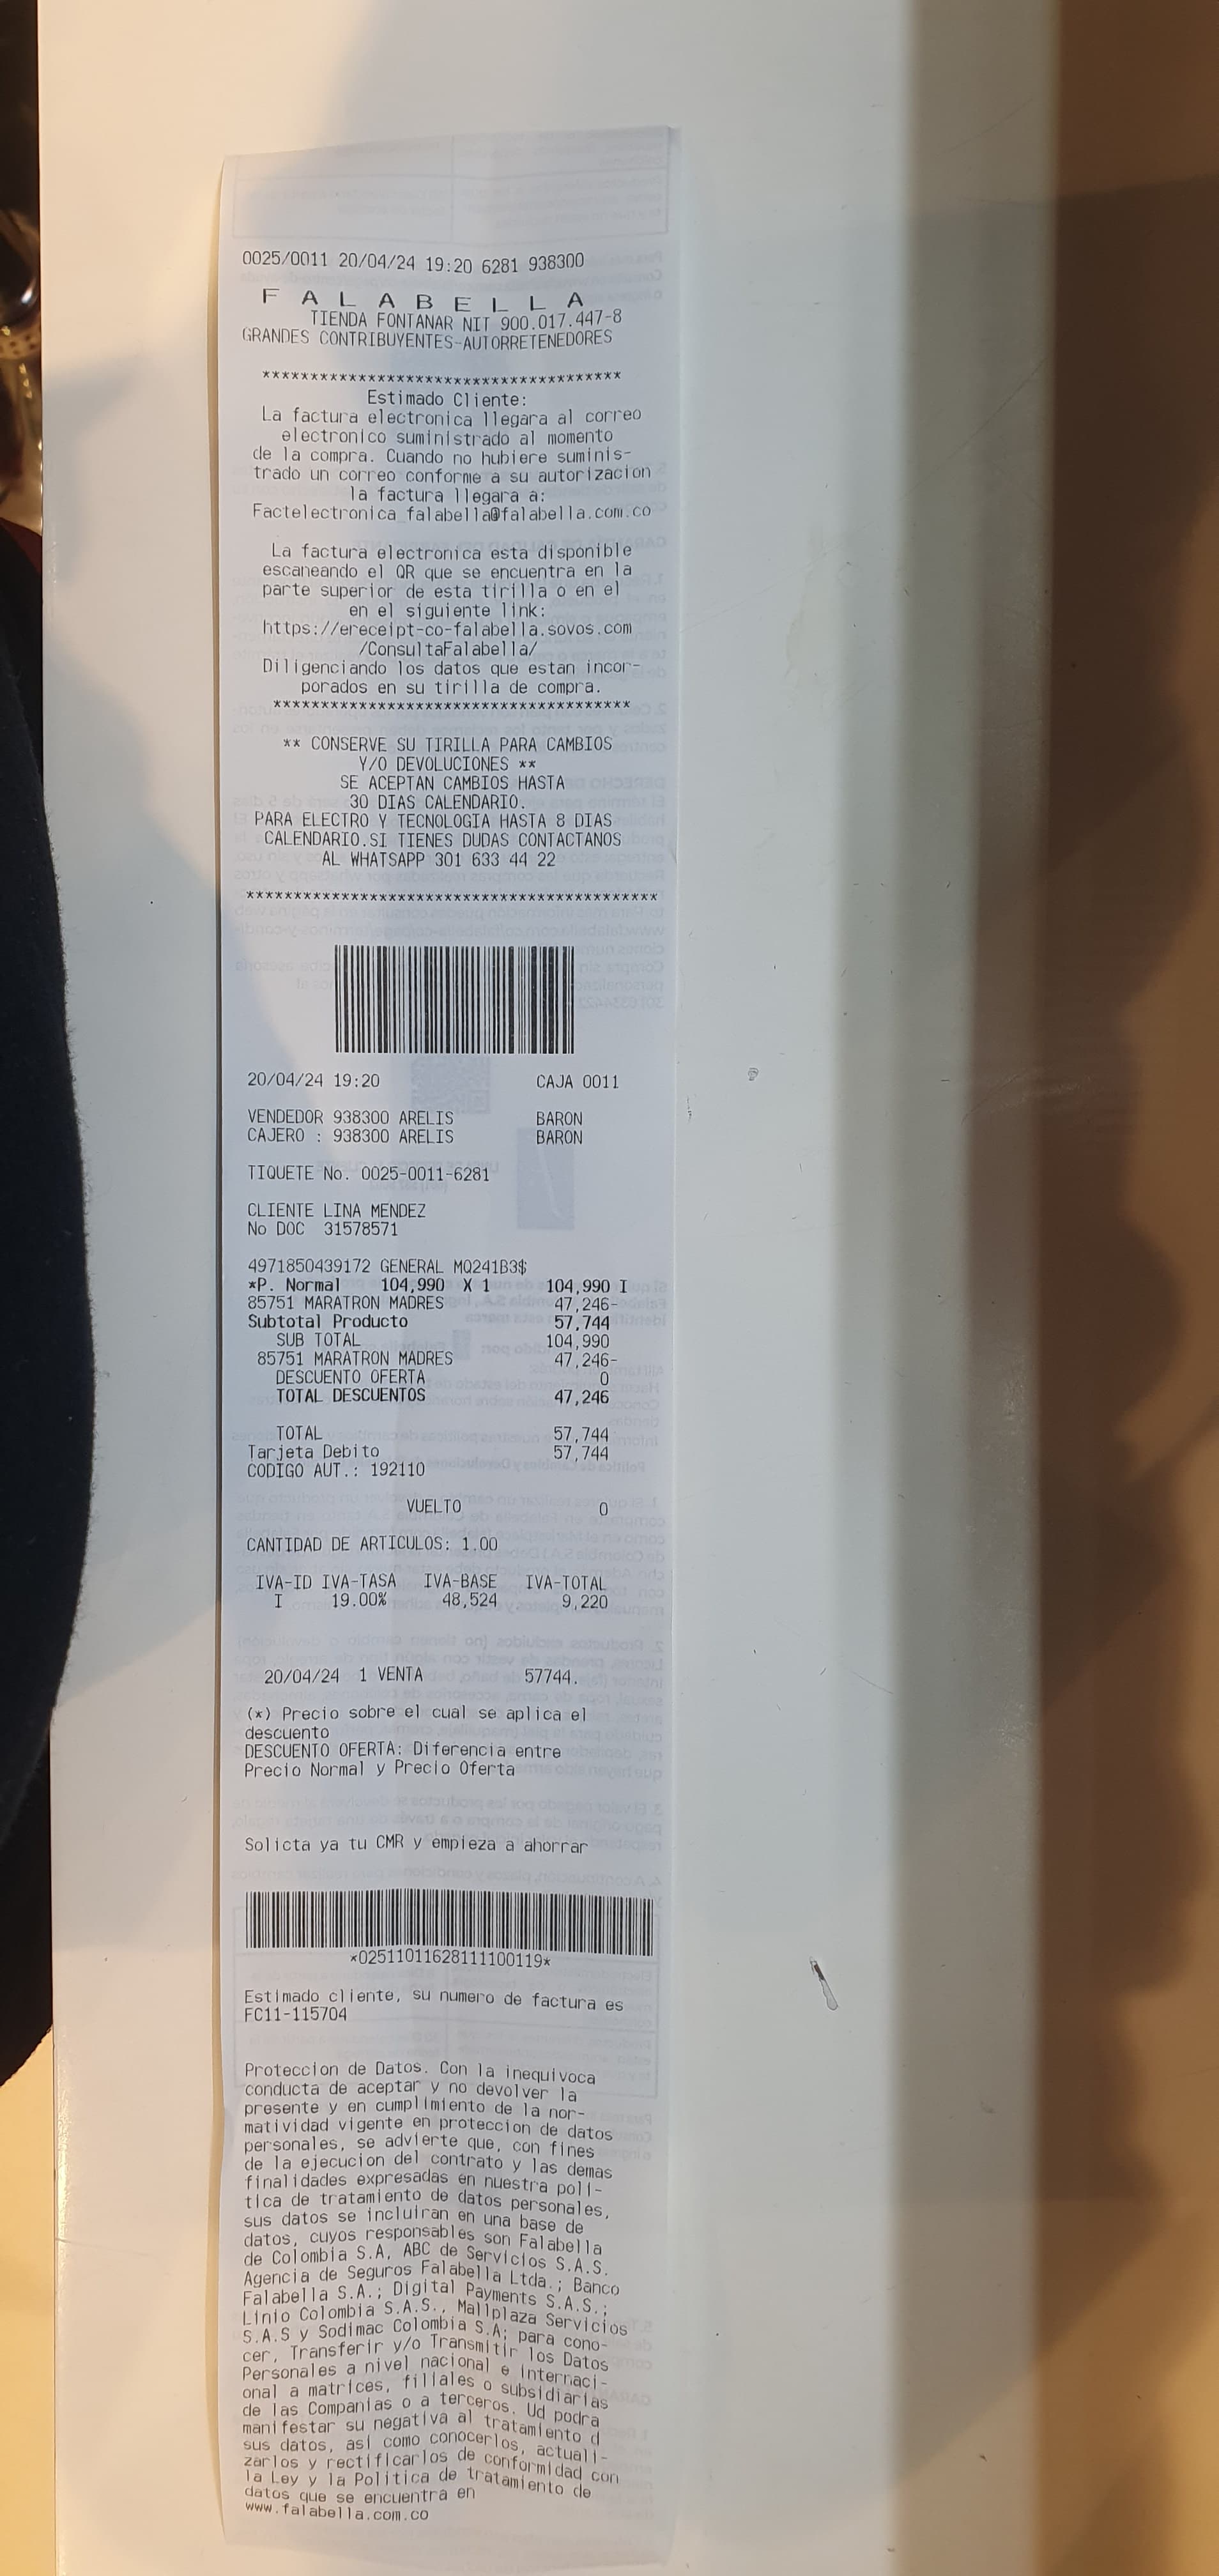 0025/0011 20/04/24 19:20 6281 938300
F A L A B E L L A
TIENDA FONTANAR NIT 900.017.447-8
GRANDES CONTRIBUYENTES-AUTORRETENEDORES
*************************************
Estimado Cliente:
La factura electronica llegara al correo
electronico suministrado al momento
de la compra. Cuando no hubiere suminis-
trado un correo conforme a su autorizacion
la factura llegara a:
Factelectronica_falabella@falabella.com.co
La factura electronica esta disponible
escaneando el QR que se encuentra en la
parte superior de esta tirilla o en el
en el siguiente link:
https://ereceipt-co-falabella.sovos.com
/ConsultaFalabella/
Diligenciando los datos que estan incor-
porados en su tirilla de compra.
*************************************
** CONSERVE SU TIRILLA PARA CAMBIOS
Y/O DEVOLUCIONES **
SE ACEPTAN CAMBIOS HASTA
30 DIAS CALENDARIO.
PARA ELECTRO Y TECNOLOGIA HASTA 8 DIAS
CALENDARIO.SI TIENES DUDAS CONTACTANOS
AL WHATSAPP 301 633 44 22
*******************************************
20/04/24 19:20 CAJA 0011
VENDEDOR 938300 ARELIS BARON
CAJERO : 938300 ARELIS BARON
TIQUETE No. 0025-0011-6281
CLIENTE LINA MENDEZ
No DOC 31578571
4971850439172 GENERAL MQ241B3$
*P. Normal 104,990 X 1 104,990 I
85751 MARATRON MADRES 47,246-
Subtotal Producto 57,744
SUB TOTAL 104,990
85751 MARATRON MADRES 47,246-
DESCUENTO OFERTA 0
TOTAL DESCUENTOS 47,246
TOTAL 57,744
Tarjeta Debito 57,744
CODIGO AUT.: 192110
VUELTO 0
CANTIDAD DE ARTICULOS: 1.00
IVA-ID IVA-TASA IVA-BASE IVA-TOTAL
I 19.00% 48,524 9,220
20/04/24 1 VENTA 57744.
(*) Precio sobre el cual se aplica el
descuento
DESCUENTO OFERTA: Diferencia entre
Precio Normal y Precio Oferta
Solicta ya tu CMR y empieza a ahorrar
*02511011628111100119*
Estimado cliente, su numero de factura es
FC11-115704
Proteccion de Datos. Con la inequivoca
conducta de aceptar y no devolver la
presente y en cumplimiento de la nor-
matividad vigente en proteccion de datos
personales, se advierte que, con fines
de la ejecucion del contrato y las demas
finalidades expresadas en nuestra poli-
tica de tratamiento de datos personales,
sus datos se incluiran en una base de
datos, cuyos responsables son Falabella
de Colombia S.A, ABC de Servicios S.A.S.
Agencia de Seguros Falabella Ltda.; Banco
Falabella S.A.; Digital Payments S.A.S.;
Linio Colombia S.A.S., Mallplaza Servicios
S.A.S y Sodimac Colombia S.A; para cono-
cer, Transferir y/o Transmitir los Datos
Personales a nivel nacional e internaci-
onal a matrices, filiales o subsidiarias
de las Companias o a terceros. Ud podra
manifestar su negativa al tratamiento d
sus datos, asi como conocerlos, actuali-
zarlos y rectificarlos de conformidad con
la Ley y la Politica de tratamiento de
datos que se encuentra en
www.falabella.com.co